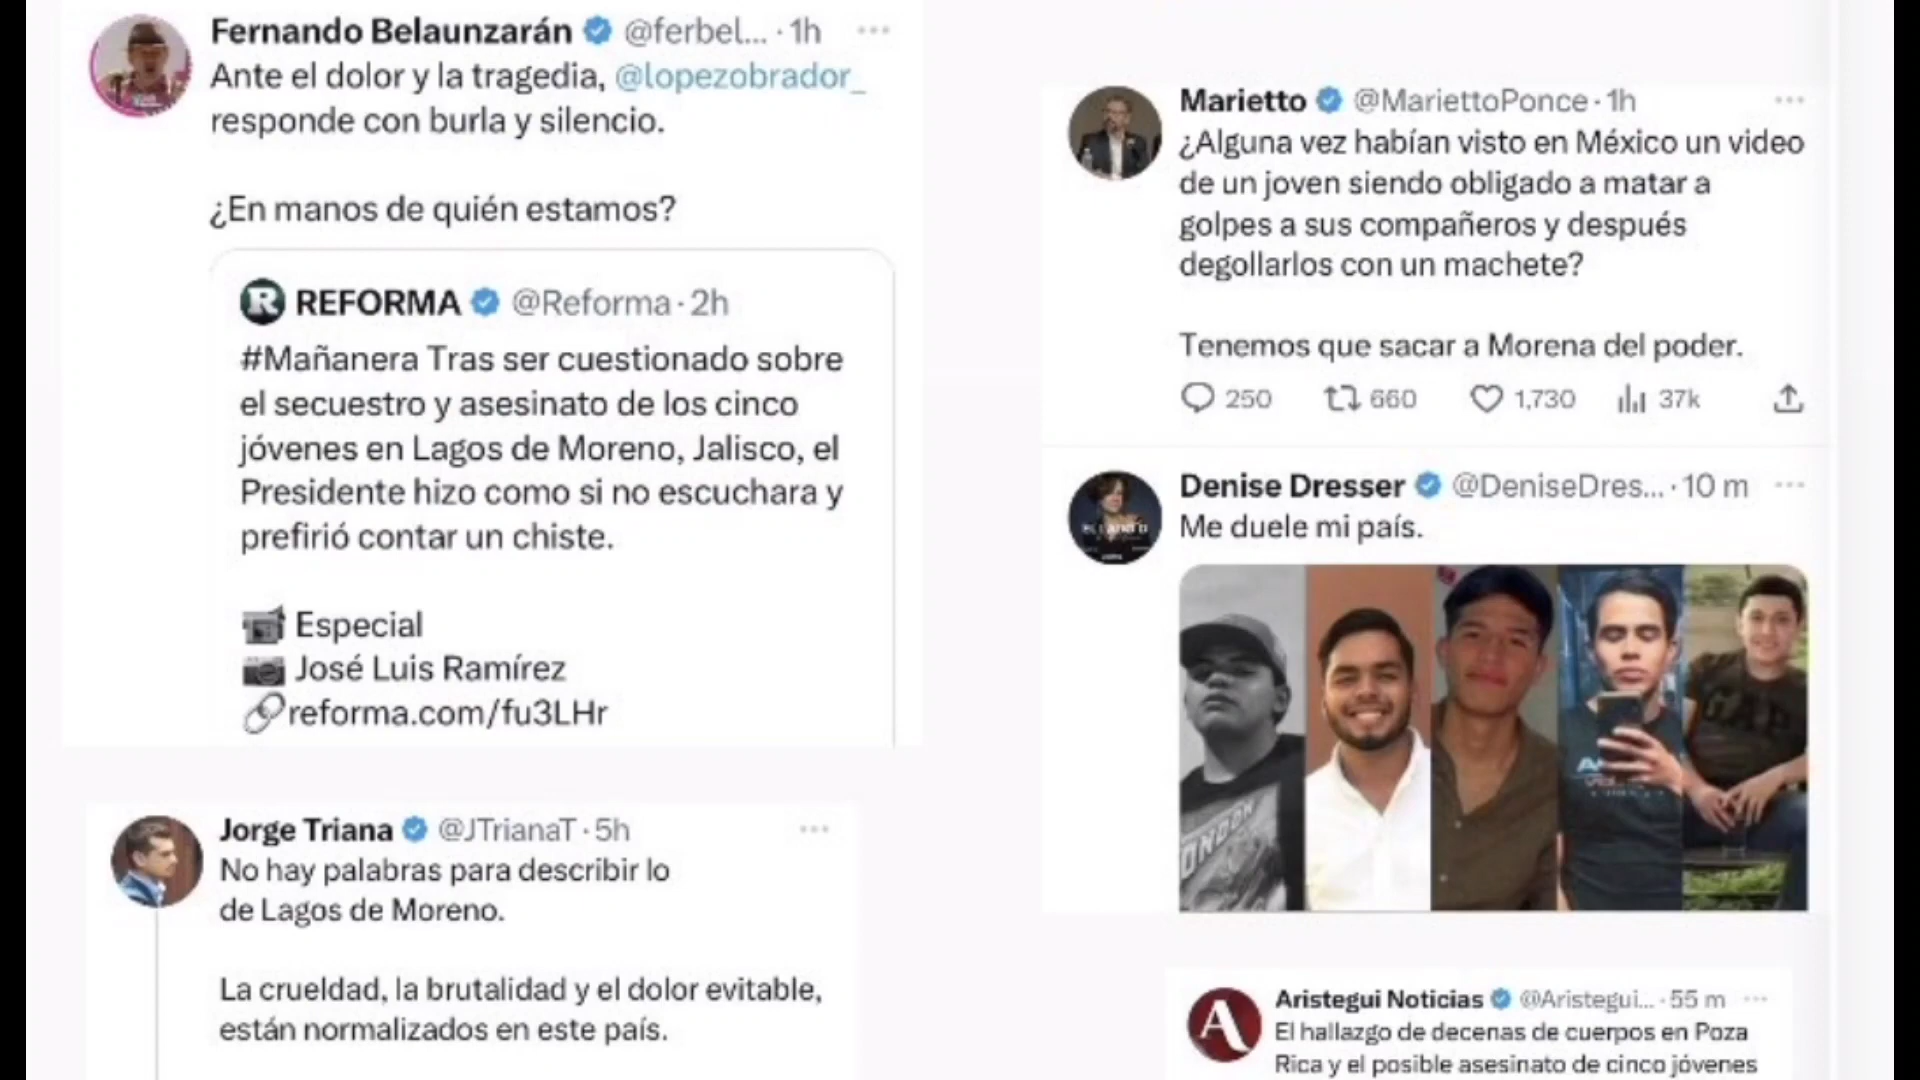 Fernando Belaunzarán @ferbel... · 1h
Ante el dolor y la tragedia, @lopezobrador_
responde con burla y silencio.
¿En manos de quién estamos?
REFORMA @Reforma · 2h
#Mañanera Tras ser cuestionado sobre
el secuestro y asesinato de los cinco
jóvenes en Lagos de Moreno, Jalisco, el
Presidente hizo como si no escuchara y
prefirió contar un chiste.
Especial
José Luis Ramírez
reforma.com/fu3LHr
Jorge Triana @JTrianaT · 5h
No hay palabras para describir lo
de Lagos de Moreno.
La crueldad, la brutalidad y el dolor evitable,
están normalizados en este país.
Marietto @MariettoPonce · 1h
¿Alguna vez habían visto en México un video
de un joven siendo obligado a matar a
golpes a sus compañeros y después
degollarlos con un machete?
Tenemos que sacar a Morena del poder.
250 660 1,730 37k
Denise Dresser @DeniseDres... · 10 m
Me duele mi país.
GAP
Aristegui Noticias @Aristegui... · 55 m
El hallazgo de decenas de cuerpos en Poza
Rica y el posible asesinato de cinco jóvenes